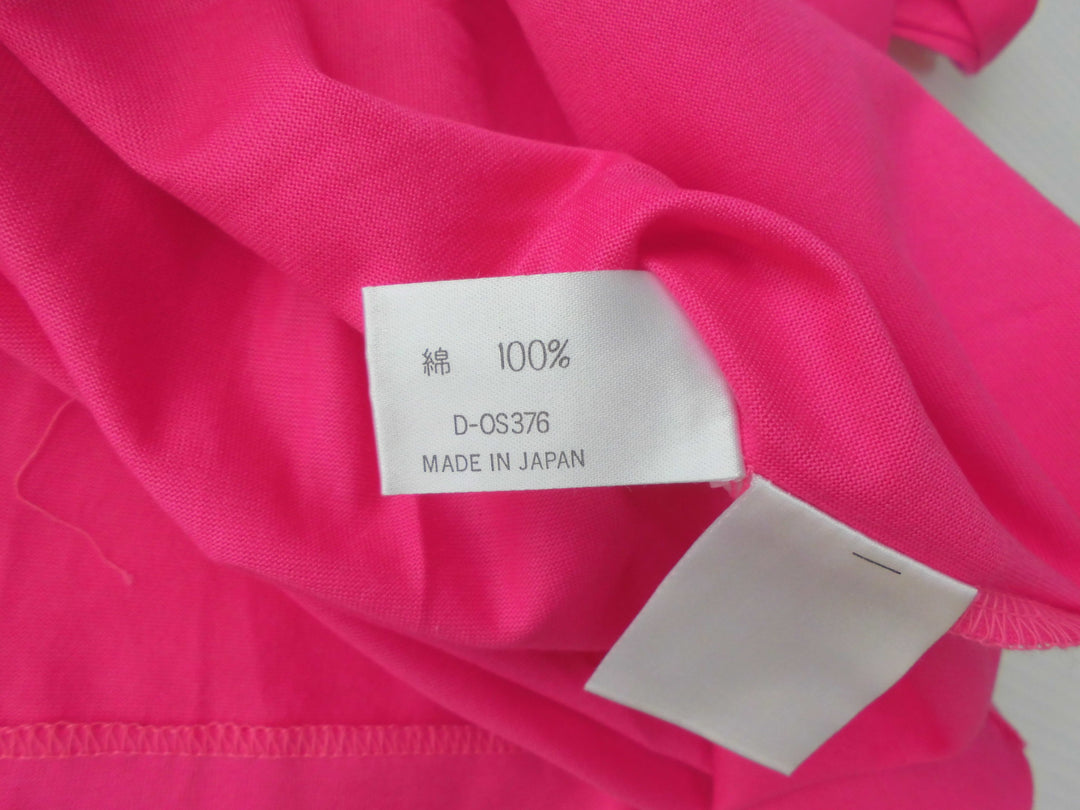 綿 100%
D-OS376
MADE IN JAPAN